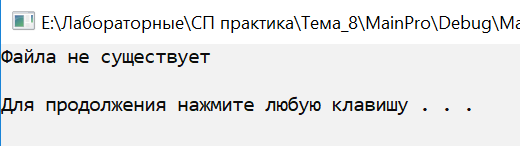 E:\Лабораторные\СП практика\Тема_8\MainPro\Debug\Ma
Файла не существует
Для продолжения нажмите любую клавишу . . .